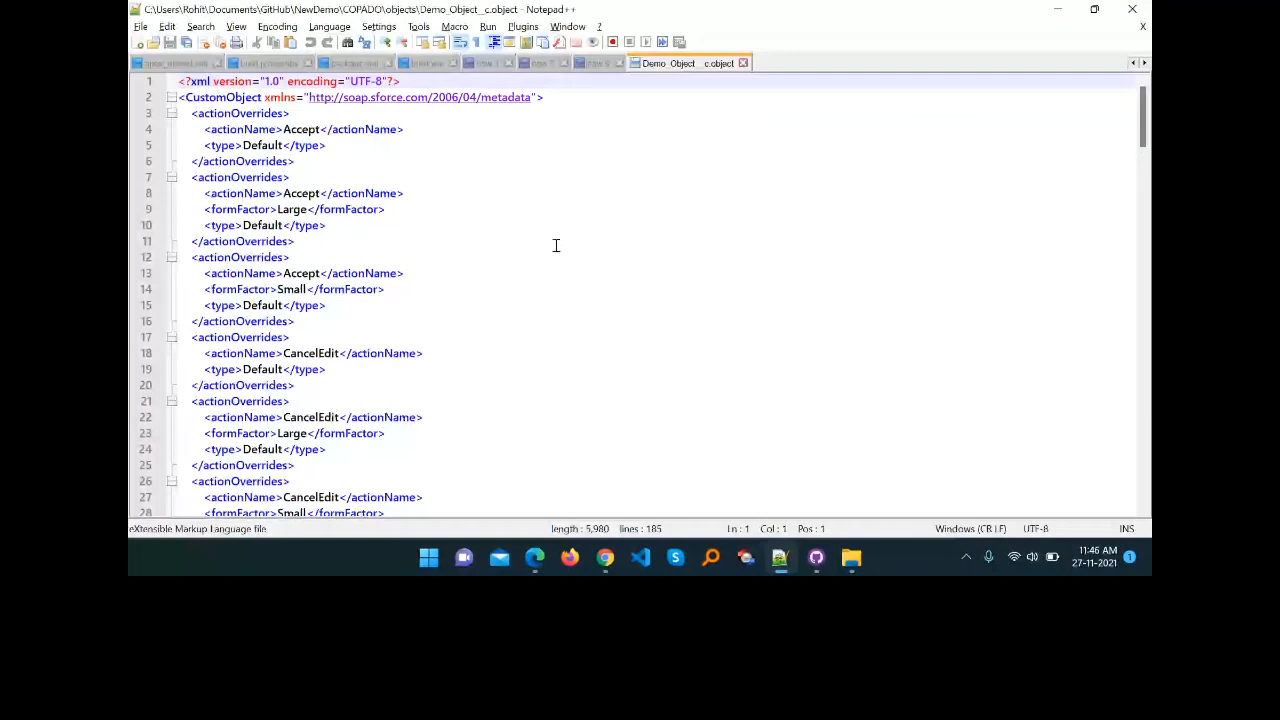 C:\Users\Rohit\Documents\GitHub\NewDemo\COPADO\objects\Demo_Object__c.object - Notepad++
File Edit Search View Encoding Language Settings Tools Macro Run Plugins Window ? X
Demo_Object__c.object
1 <?xml version="1.0" encoding="UTF-8"?>
2 <CustomObject xmlns="http://soap.sforce.com/2006/04/metadata">
3 <actionOverrides>
4 <actionName>Accept</actionName>
5 <type>Default</type>
6 </actionOverrides>
7 <actionOverrides>
8 <actionName>Accept</actionName>
9 <formFactor>Large</formFactor>
10 <type>Default</type>
11 </actionOverrides>
12 <actionOverrides>
13 <actionName>Accept</actionName>
14 <formFactor>Small</formFactor>
15 <type>Default</type>
16 </actionOverrides>
17 <actionOverrides>
18 <actionName>CancelEdit</actionName>
19 <type>Default</type>
20 </actionOverrides>
21 <actionOverrides>
22 <actionName>CancelEdit</actionName>
23 <formFactor>Large</formFactor>
24 <type>Default</type>
25 </actionOverrides>
26 <actionOverrides>
27 <actionName>CancelEdit</actionName>
28 <formFactor>Small</formFactor>
eXtensible Markup Language file length : 5,980 lines : 185 Ln : 1 Col : 1 Pos : 1 Windows (CR LF) UTF-8 INS
11:46 AM
27-11-2021 1